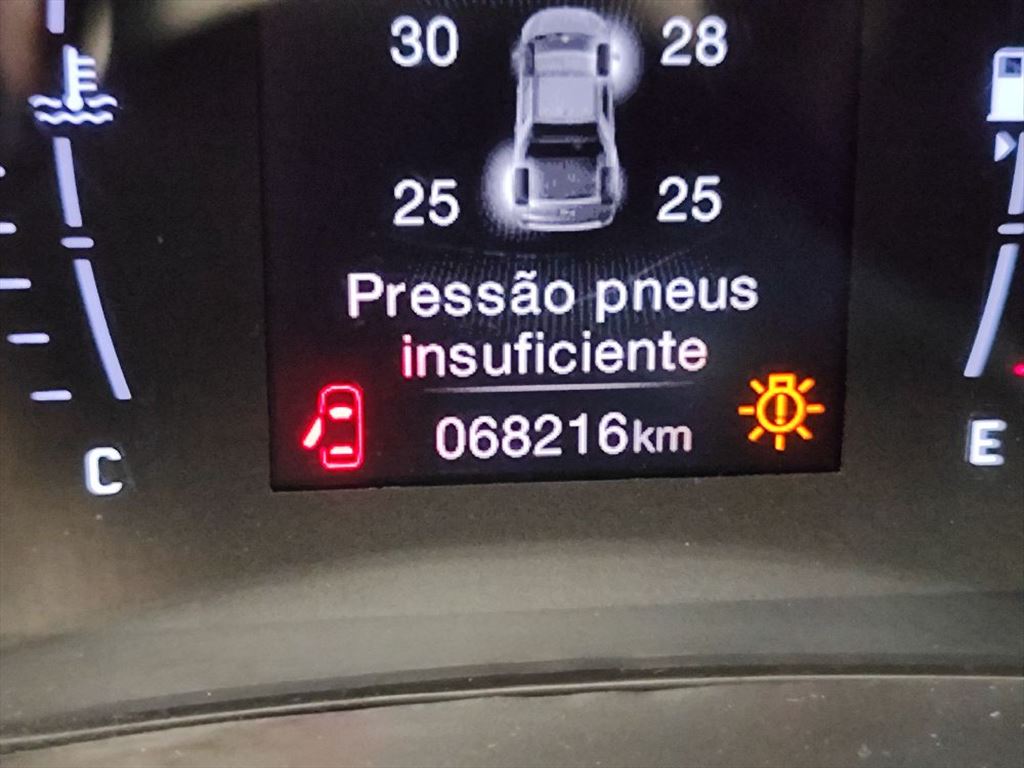 30 28
25 25
Pressão pneus
insuficiente
068216km
C
E